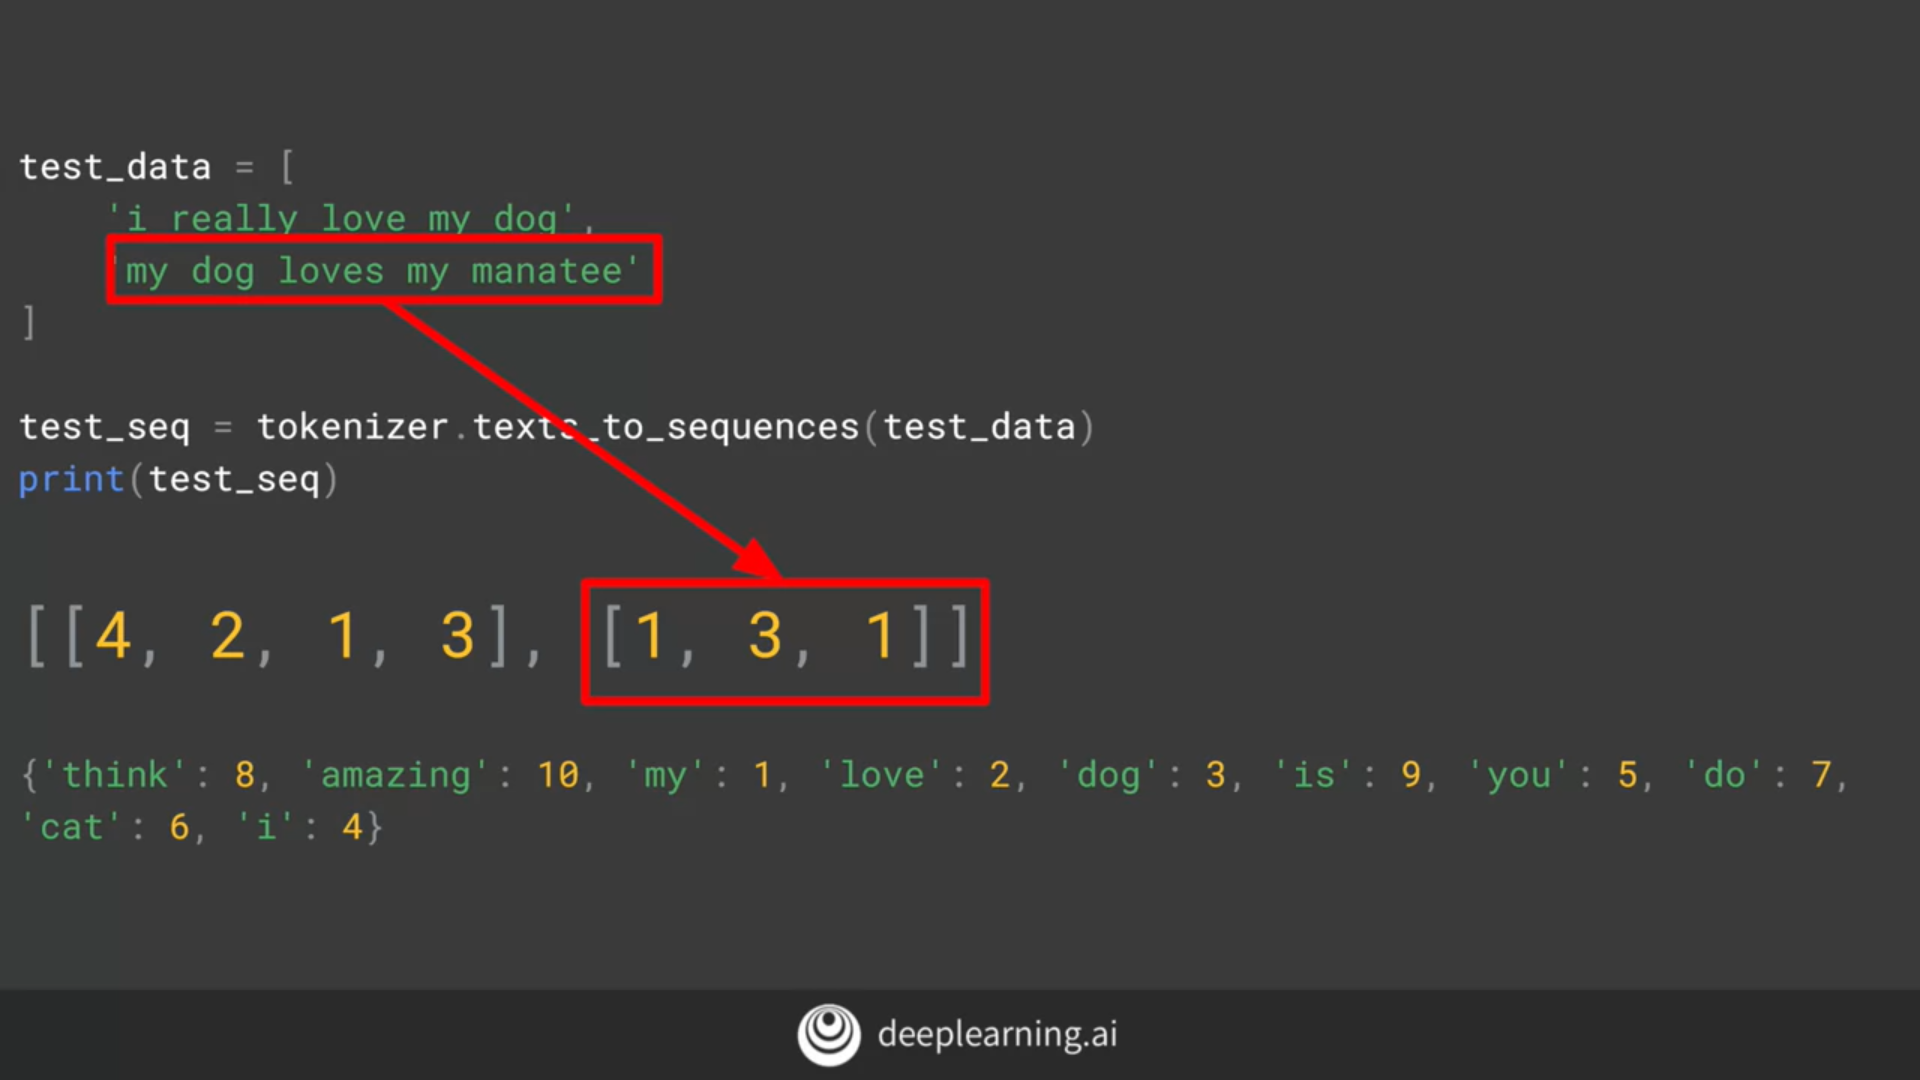 test_data = [
'i really love my dog',
'my dog loves my manatee'
]
test_seq = tokenizer.texts_to_sequences(test_data)
print(test_seq)
[[4, 2, 1, 3], [1, 3, 1]]
{'think': 8, 'amazing': 10, 'my': 1, 'love': 2, 'dog': 3, 'is': 9, 'you': 5, 'do': 7,
'cat': 6, 'i': 4}
deeplearning.ai